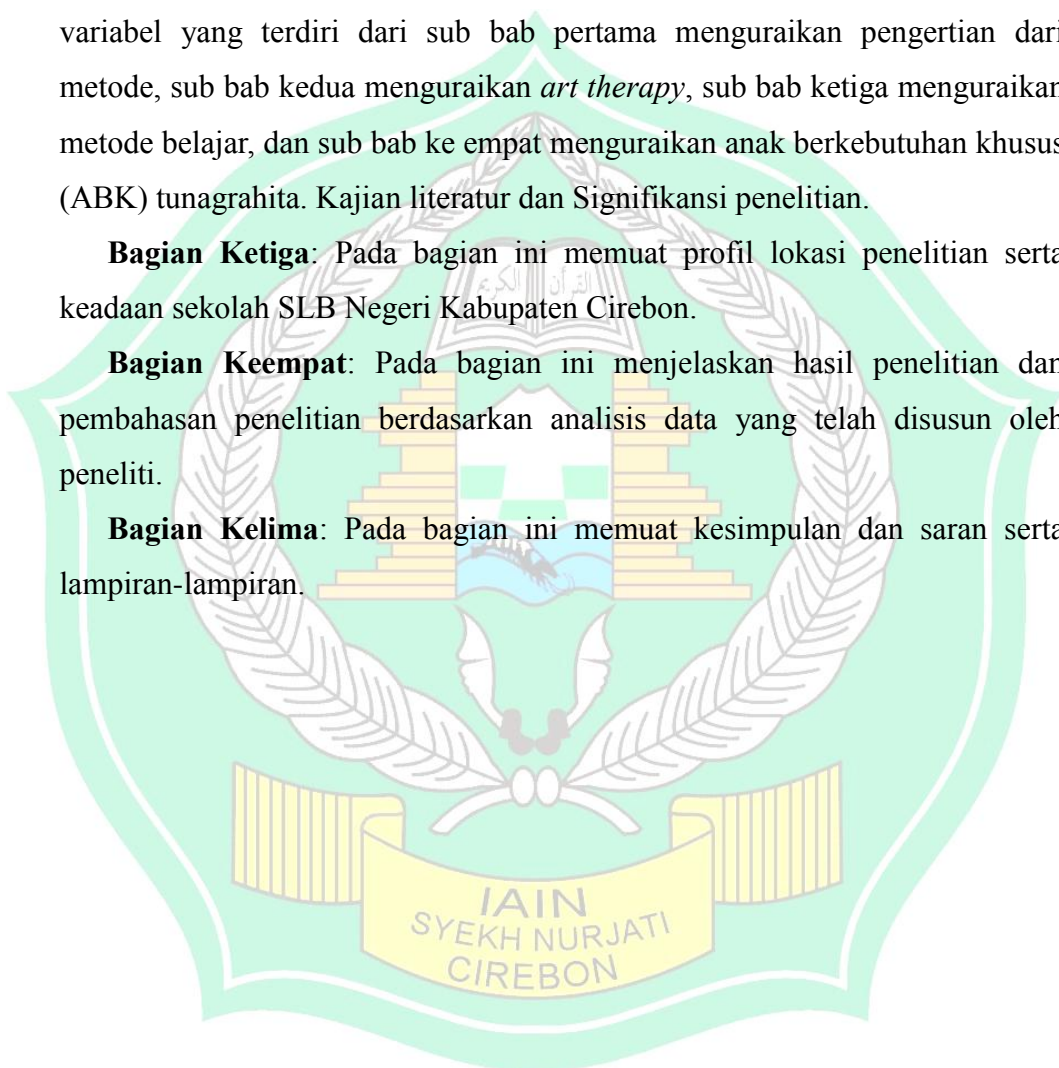 variabel yang terdiri dari sub bab pertama menguraikan pengertian dari
metode, sub bab kedua menguraikan art therapy, sub bab ketiga menguraikan
metode belajar, dan sub bab ke empat menguraikan anak berkebutuhan khusus
(ABK) tunagrahita. Kajian literatur dan Signifikansi penelitian.
Bagian Ketiga: Pada bagian ini memuat profil lokasi penelitian serta
keadaan sekolah SLB Negeri Kabupaten Cirebon.
Bagian Keempat: Pada bagian ini menjelaskan hasil penelitian dan
pembahasan penelitian berdasarkan analisis data yang telah disusun oleh
peneliti.
Bagian Kelima: Pada bagian ini memuat kesimpulan dan saran serta
lampiran-lampiran.
القرآن الكريم
IAIN
SYEKH NURJATI
CIREBON